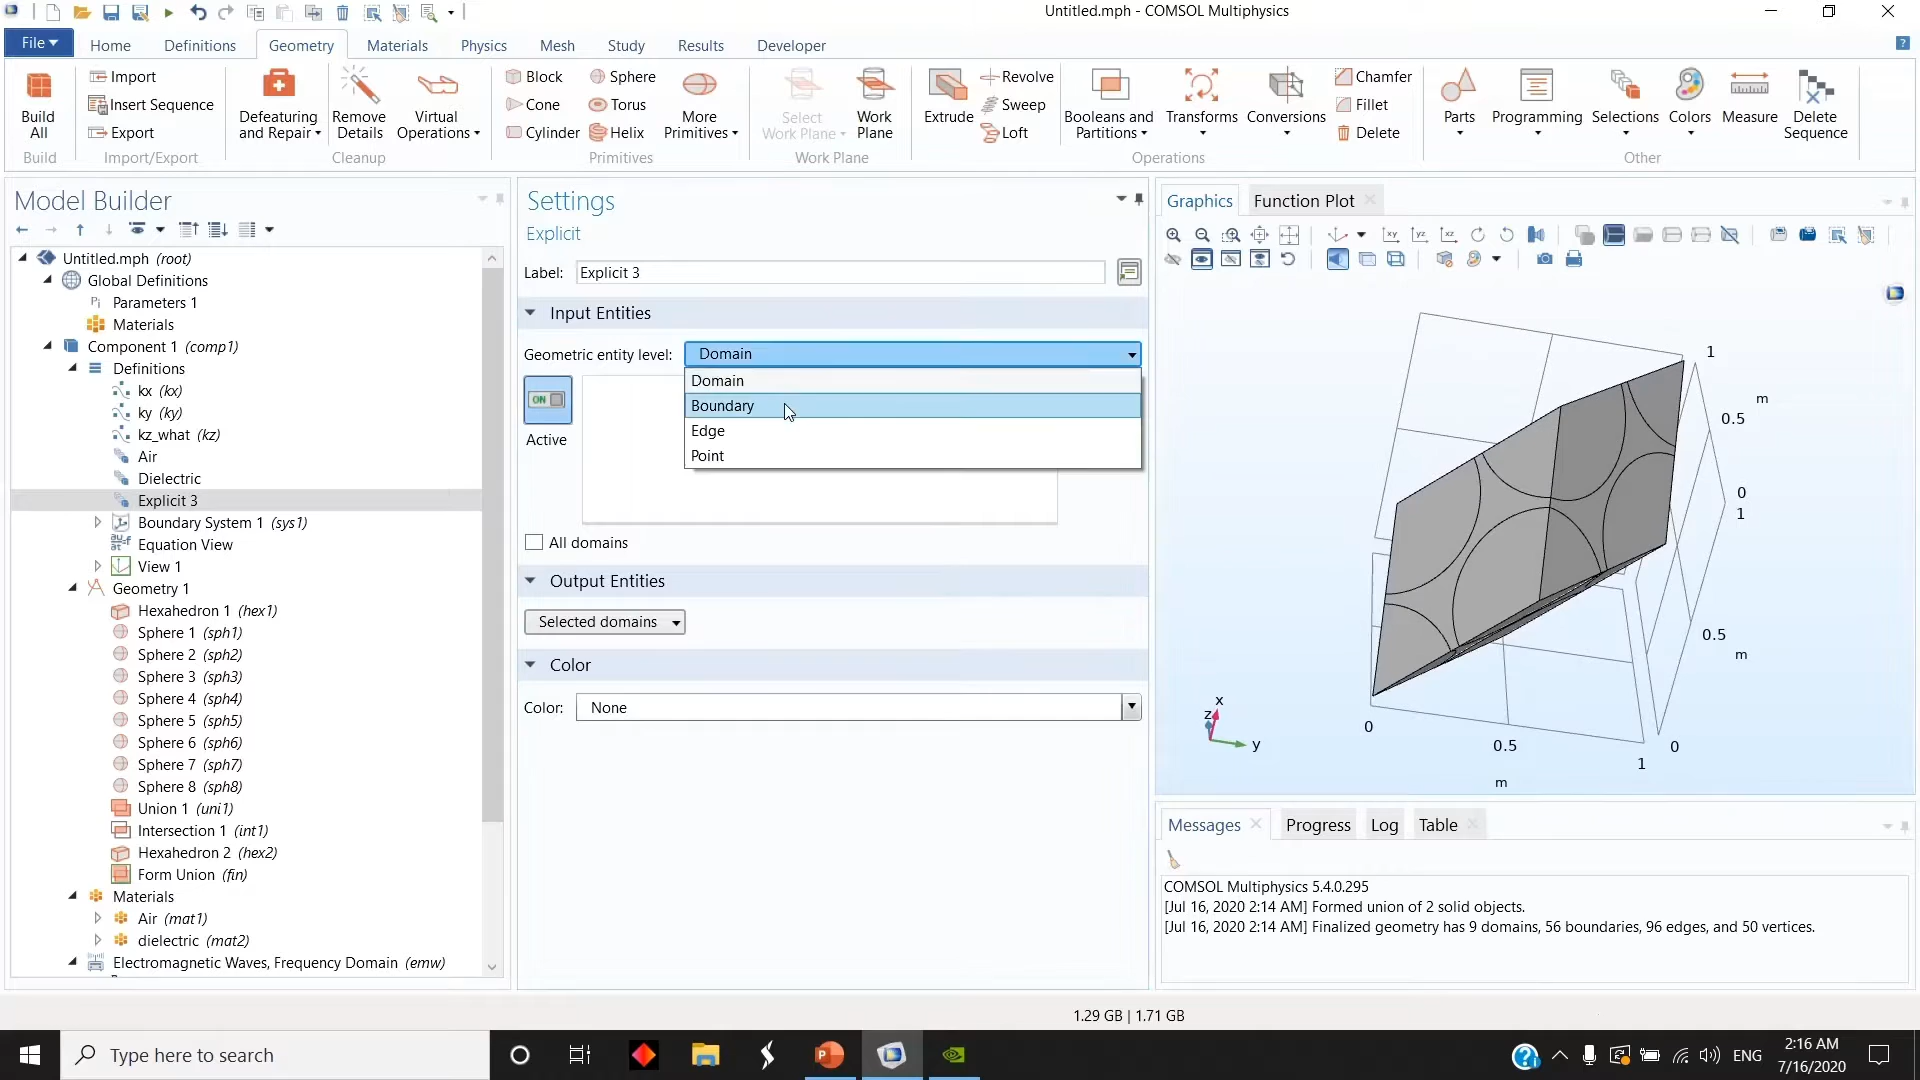 Untitled.mph - COMSOL Multiphysics
File
Home
Definitions
Geometry
Materials
Physics
Mesh
Study
Results
Developer
Build
All
Build
Import
Insert Sequence
Export
Import/Export
Defeaturing
and Repair
Remove
Details
Virtual
Operations
Cleanup
Block
Sphere
Cone
Torus
Cylinder
Helix
More
Primitives
Primitives
Select
Work Plane
Work
Plane
Work Plane
Extrude
Revolve
Sweep
Loft
Booleans and
Partitions
Transforms
Conversions
Chamfer
Fillet
Delete
Operations
Parts
Programming
Selections
Colors
Measure
Delete
Sequence
Other
Model Builder
Untitled.mph (root)
Global Definitions
Pi Parameters 1
Materials
Component 1 (comp1)
Definitions
kx (kx)
ky (ky)
kz_what (kz)
Air
Dielectric
Explicit 3
Boundary System 1 (sys1)
Equation View
View 1
Geometry 1
Hexahedron 1 (hex1)
Sphere 1 (sph1)
Sphere 2 (sph2)
Sphere 3 (sph3)
Sphere 4 (sph4)
Sphere 5 (sph5)
Sphere 6 (sph6)
Sphere 7 (sph7)
Sphere 8 (sph8)
Union 1 (uni1)
Intersection 1 (int1)
Hexahedron 2 (hex2)
Form Union (fin)
Materials
Air (mat1)
dielectric (mat2)
Electromagnetic Waves, Frequency Domain (emw)
Settings
Explicit
Label: Explicit 3
Input Entities
Geometric entity level: Domain
Domain
Boundary
Edge
Point
ON
Active
All domains
Output Entities
Selected domains
Color
Color: None
Graphics
Function Plot
xy
yz
xz
1
m
0.5
0
1
0.5
m
0
0
0.5
1
m
x
z
y
Messages
Progress
Log
Table
COMSOL Multiphysics 5.4.0.295
[Jul 16, 2020 2:14 AM] Formed union of 2 solid objects.
[Jul 16, 2020 2:14 AM] Finalized geometry has 9 domains, 56 boundaries, 96 edges, and 50 vertices.
1.29 GB | 1.71 GB
Type here to search
ENG
2:16 AM
7/16/2020